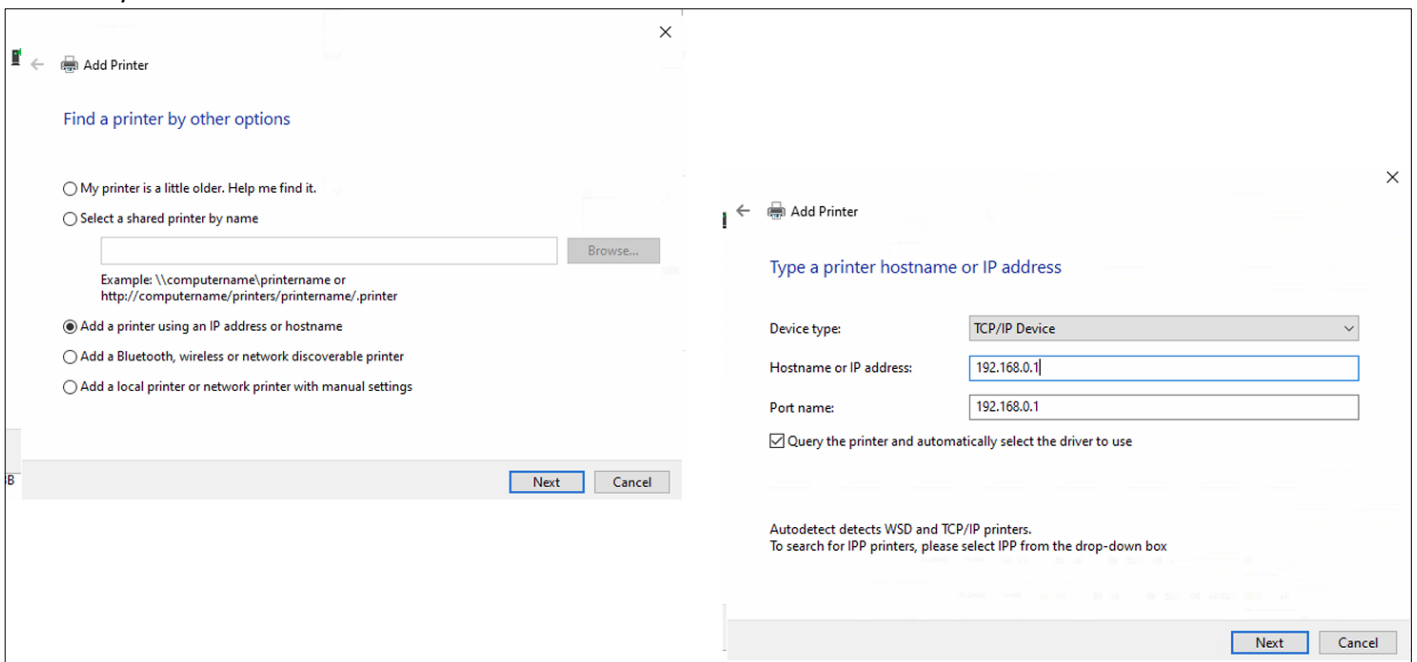 Add Printer
Find a printer by other options
My printer is a little older. Help me find it.
Select a shared printer by name
Browse...
Example: \\computername\printername or
http://computername/printers/printername/.printer
Add a printer using an IP address or hostname
Add a Bluetooth, wireless or network discoverable printer
Add a local printer or network printer with manual settings
Next Cancel
Add Printer
Type a printer hostname or IP address
Device type: TCP/IP Device
Hostname or IP address: 192.168.0.1
Port name: 192.168.0.1
Query the printer and automatically select the driver to use
Autodetect detects WSD and TCP/IP printers.
To search for IPP printers, please select IPP from the drop-down box
Next Cancel